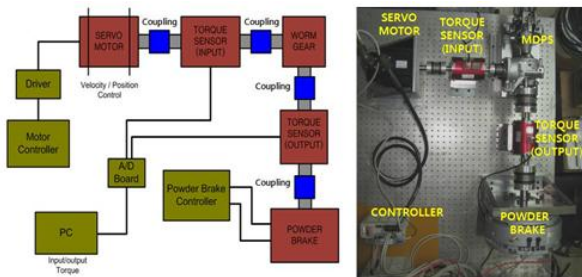 Coupling
Coupling
SERVO
MOTOR
TORQUE
SENSOR
(INPUT)
WORM
GEAR
Driver
Velocity / Position
Control
Coupling
Motor
Controller
TORQUE
SENSOR
(OUTPUT)
A/D
Board
Coupling
Powder Brake
Controller
PC
POWDER
BRAKE
Input/output
Torque
SERVO
MOTOR
TORQUE
SENSOR
(INPUT)
MDPS
TORQUE
SENSOR
(OUTPUT)
CONTROLLER
POWDER
BRAKE